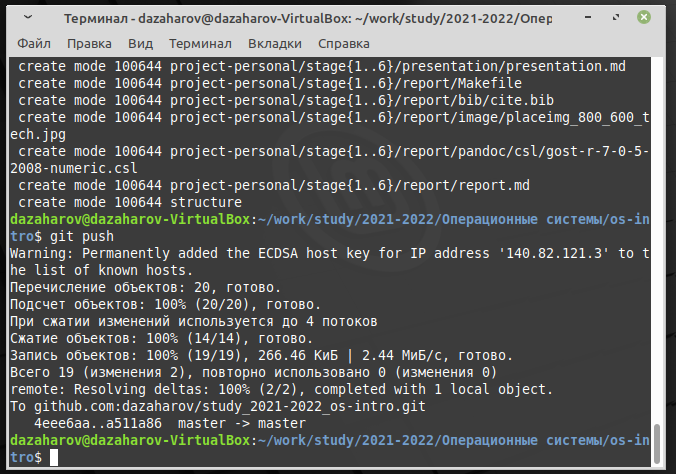 Терминал - dazaharov@dazaharov-VirtualBox: ~/work/study/2021-2022/Опер
Файл Правка Вид Терминал Вкладки Справка
create mode 100644 project-personal/stage{1..6}/presentation/presentation.md
create mode 100644 project-personal/stage{1..6}/report/Makefile
create mode 100644 project-personal/stage{1..6}/report/bib/cite.bib
create mode 100644 project-personal/stage{1..6}/report/image/placeimg_800_600_t
ech.jpg
create mode 100644 project-personal/stage{1..6}/report/pandoc/csl/gost-r-7-0-5-
2008-numeric.csl
create mode 100644 project-personal/stage{1..6}/report/report.md
create mode 100644 structure
dazaharov@dazaharov-VirtualBox:~/work/study/2021-2022/Операционные системы/os-in
tro$ git push
Warning: Permanently added the ECDSA host key for IP address '140.82.121.3' to t
he list of known hosts.
Перечисление объектов: 20, готово.
Подсчет объектов: 100% (20/20), готово.
При сжатии изменений используется до 4 потоков
Сжатие объектов: 100% (14/14), готово.
Запись объектов: 100% (19/19), 266.46 КиБ | 2.44 МиБ/с, готово.
Всего 19 (изменения 2), повторно использовано 0 (изменения 0)
remote: Resolving deltas: 100% (2/2), completed with 1 local object.
To github.com:dazaharov/study_2021-2022_os-intro.git
4eee6aa..a511a86 master -> master
dazaharov@dazaharov-VirtualBox:~/work/study/2021-2022/Операционные системы/os-in
tro$